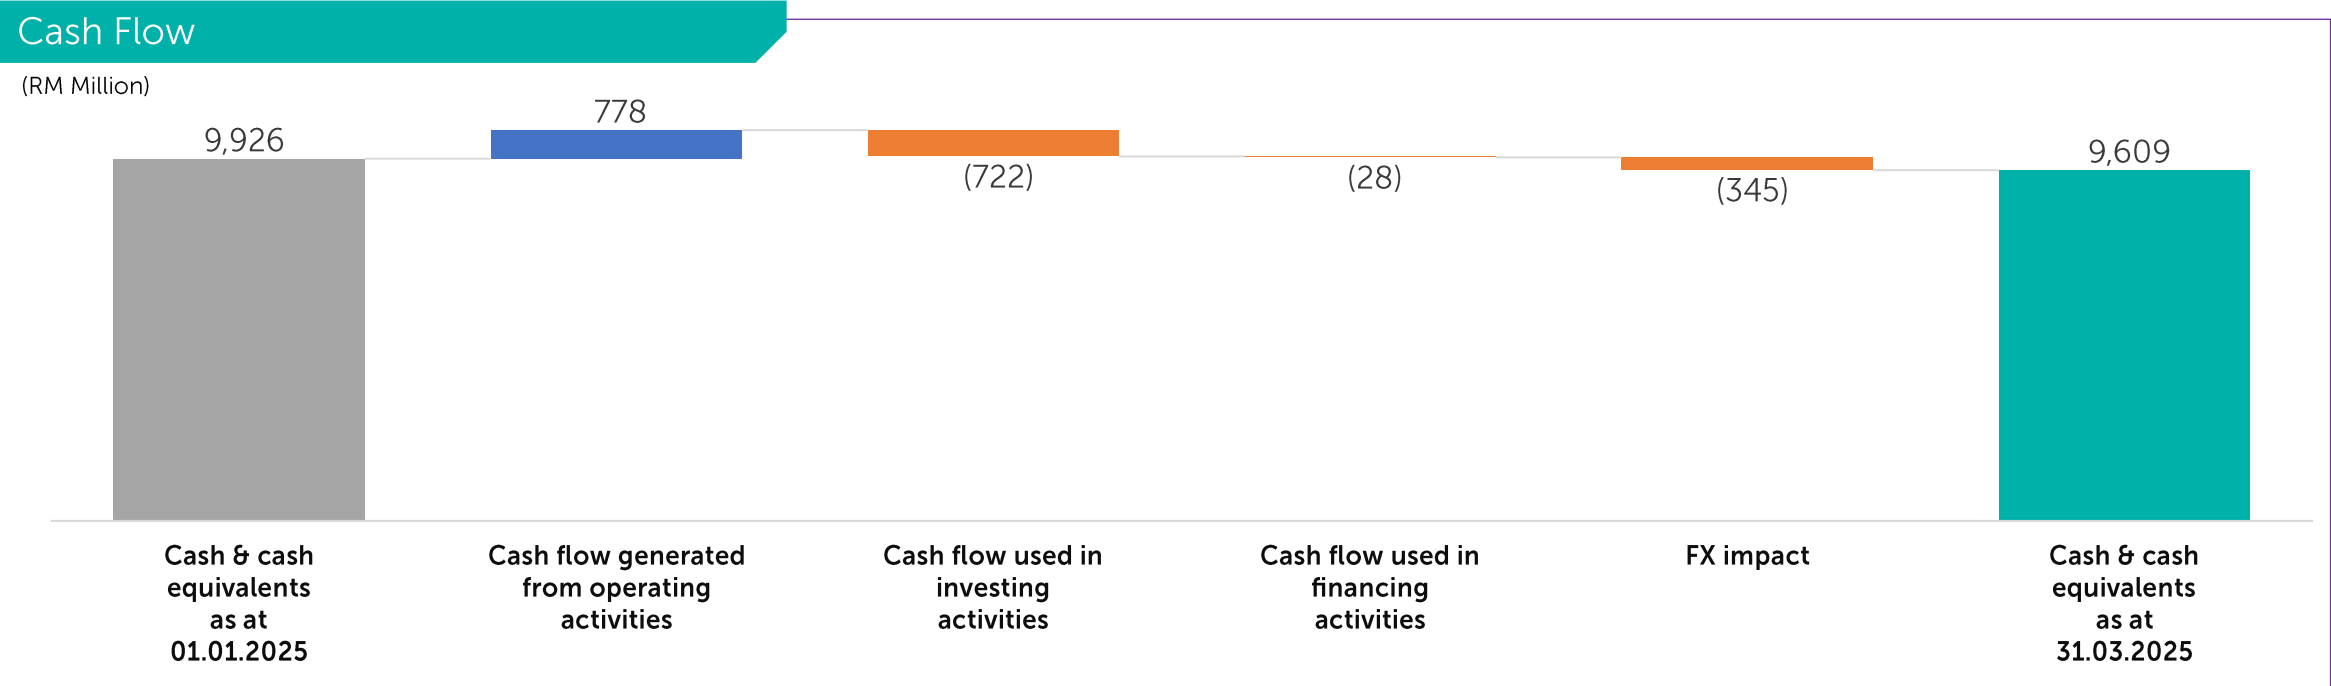 Cash Flow
(RM Million)
9,926
778
(722)
(28)
(345)
9,609
Cash & cash
equivalents
as at
01.01.2025
Cash flow generated
from operating
activities
Cash flow used in
investing
activities
Cash flow used in
financing
activities
FX impact
Cash & cash
equivalents
as at
31.03.2025